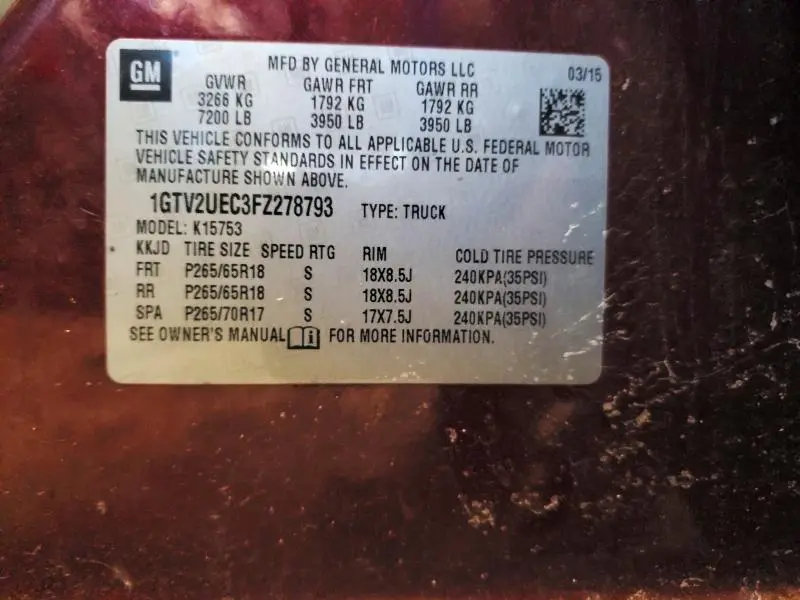 GM
MFD BY GENERAL MOTORS LLC 03/15
GVWR GAWR FRT GAWR RR
3266 KG 1792 KG 1792 KG
7200 LB 3950 LB 3950 LB
THIS VEHICLE CONFORMS TO ALL APPLICABLE U.S. FEDERAL MOTOR
VEHICLE SAFETY STANDARDS IN EFFECT ON THE DATE OF
MANUFACTURE SHOWN ABOVE.
1GTV2UEC3FZ278793 TYPE: TRUCK
MODEL: K15753
KKJD TIRE SIZE SPEED RTG RIM COLD TIRE PRESSURE
FRT P265/65R18 S 18X8.5J 240KPA(35PSI)
RR P265/65R18 S 18X8.5J 240KPA(35PSI)
SPA P265/70R17 S 17X7.5J 240KPA(35PSI)
SEE OWNER'S MANUAL FOR MORE INFORMATION.